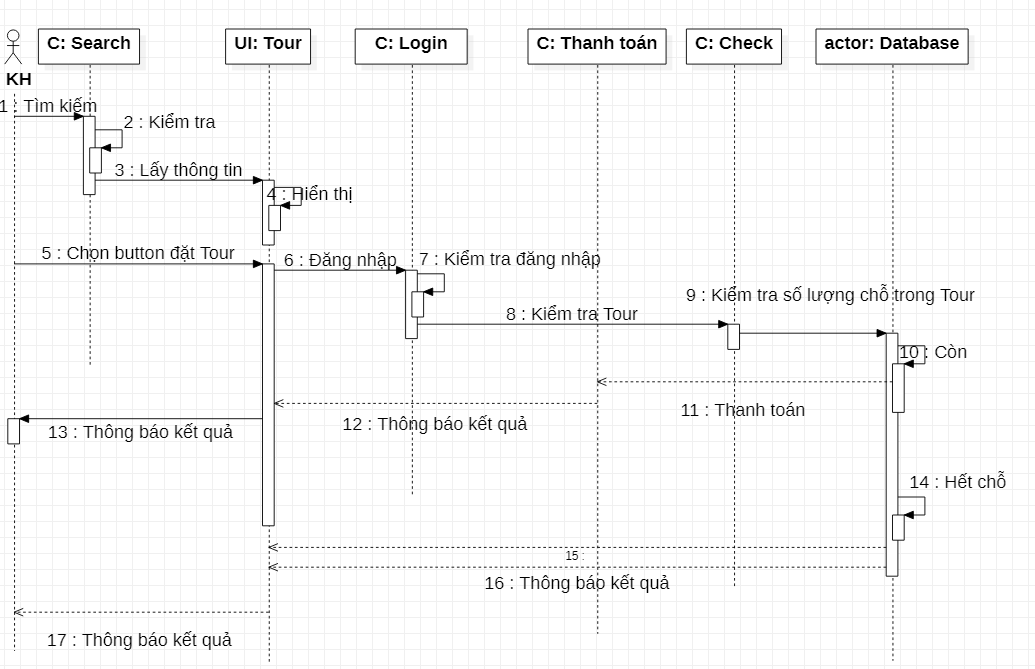 C: Search
UI: Tour
C: Login
C: Thanh toán
C: Check
actor: Database
KH
1 : Tìm kiếm
2 : Kiểm tra
3 : Lấy thông tin
4 : Hiển thị
5 : Chọn button đặt Tour
6 : Đăng nhập
7 : Kiểm tra đăng nhập
8 : Kiểm tra Tour
9 : Kiểm tra số lượng chỗ trong Tour
10 : Còn
11 : Thanh toán
12 : Thông báo kết quả
13 : Thông báo kết quả
14 : Hết chỗ
15 :
16 : Thông báo kết quả
17 : Thông báo kết quả